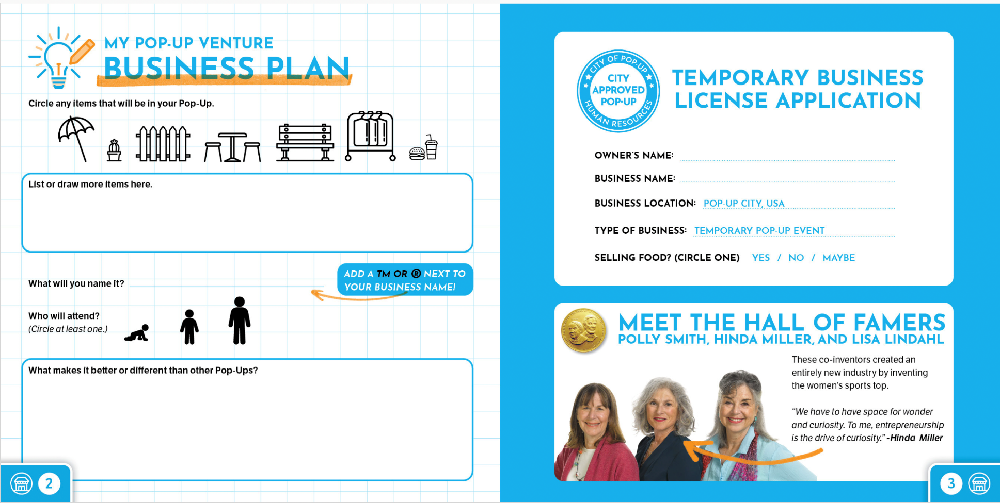 MY POP-UP VENTURE
BUSINESS PLAN
Circle any items that will be in your Pop-Up.
List or draw more items here.
What will you name it?
ADD A TM OR ® NEXT TO
YOUR BUSINESS NAME!
Who will attend?
(Circle at least one.)
What makes it better or different than other Pop-Ups?
2
CITY OF POP-UP
CITY
APPROVED
POP-UP
HUMAN RESOURCES
TEMPORARY BUSINESS
LICENSE APPLICATION
OWNER'S NAME:
BUSINESS NAME:
BUSINESS LOCATION: POP-UP CITY, USA
TYPE OF BUSINESS: TEMPORARY POP-UP EVENT
SELLING FOOD? (CIRCLE ONE) YES / NO / MAYBE
MEET THE HALL OF FAMERS
POLLY SMITH, HINDA MILLER, AND LISA LINDAHL
These co-inventors created an
entirely new industry by inventing
the women's sports top.
“We have to have space for wonder
and curiosity. To me, entrepreneurship
is the drive of curiosity.” -Hinda Miller
3